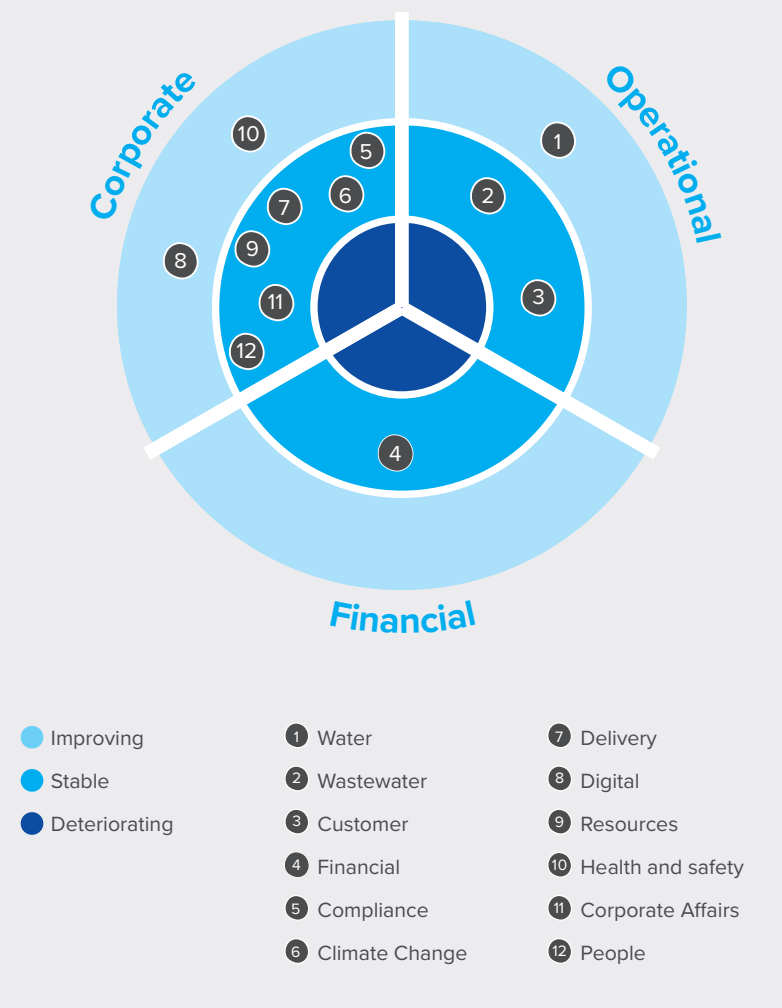 Corporate
Operational
10
5
1
6
2
7
9
8
11
3
12
4
Financial
Improving
Stable
Deteriorating
1 Water
2 Wastewater
3 Customer
4 Financial
5 Compliance
6 Climate Change
7 Delivery
8 Digital
9 Resources
10 Health and safety
11 Corporate Affairs
12 People